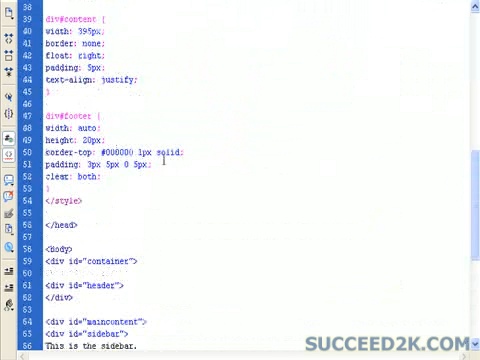 38
39 div#content {
40 width: 395px;
41 border: none;
42 float: right;
43 padding: 5px;
44 text-align: justify;
45 }
46
47 div#footer {
48 width: auto;
49 height: 20px;
50 border-top: #000000 1px solid;
51 padding: 3px 5px 0 5px;
52 clear: both;
53 }
54 </style>
55
56 </head>
57
58 <body>
59 <div id="container">
60
61 <div id="header">
62 </div>
63
64 <div id="maincontent">
65 <div id="sidebar">
66 This is the sidebar.
SUCCEED2K.COM